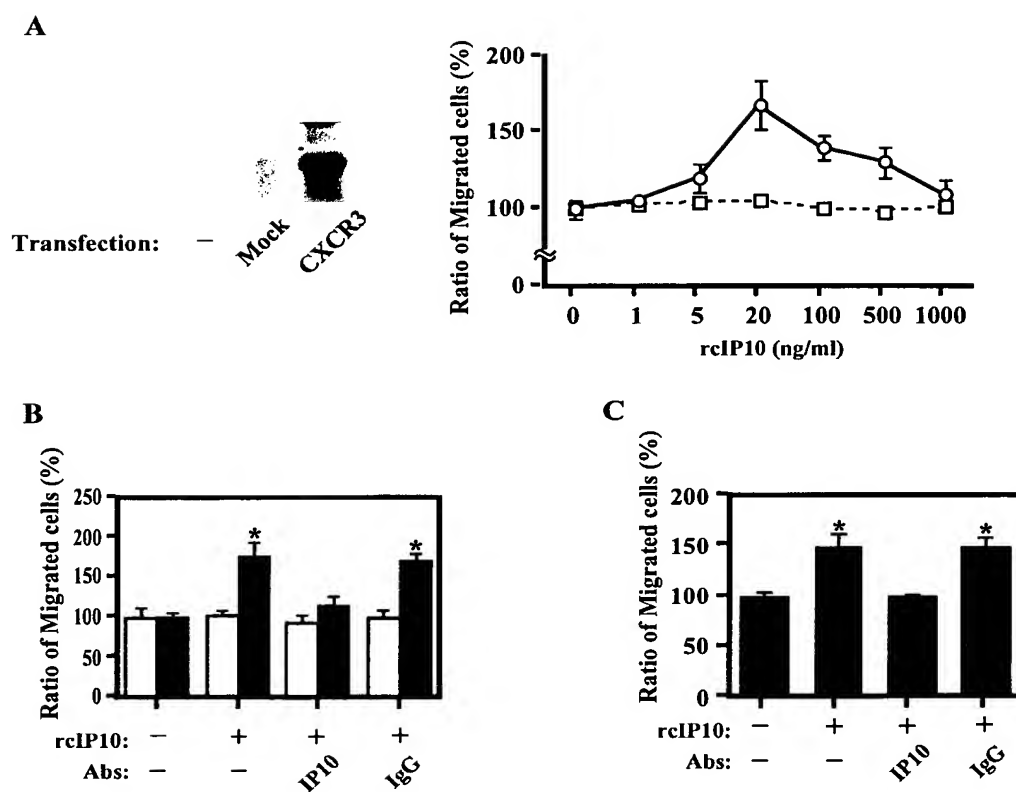 A
Transfection: – Mock CXCR3
Ratio of Migrated cells (%)
200
150
100
0
0 1 5 20 100 500 1000
rcIP10 (ng/ml)
B
Ratio of Migrated cells (%)
250
200
150
100
50
0
* *
rcIP10: – + + +
Abs: – – IP10 IgG
C
Ratio of Migrated cells (%)
200
150
100
50
0
* *
rcIP10: – + + +
Abs: – – IP10 IgG